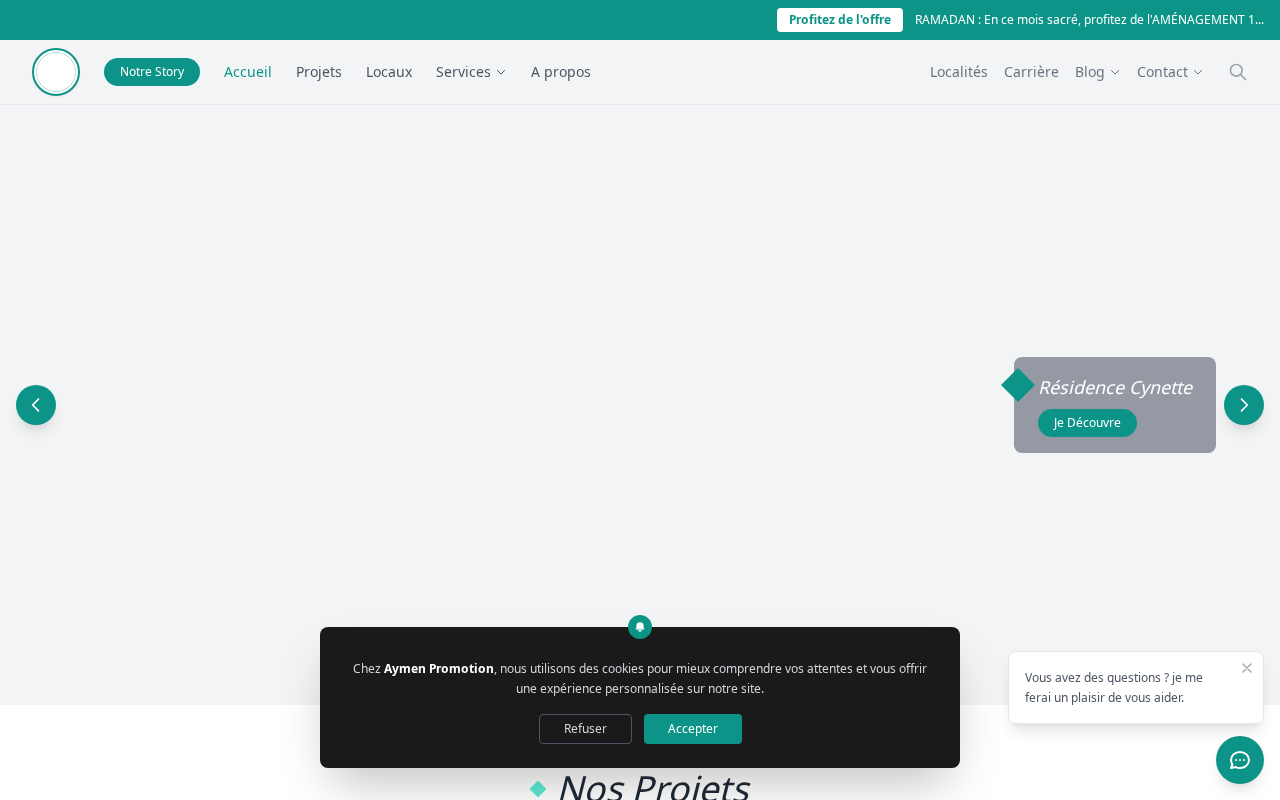 Profitez de l'offre
RAMADAN : En ce mois sacré, profitez de l'AMÉNAGEMENT 1...
Notre Story
Accueil
Projets
Locaux
Services
A propos
Localités
Carrière
Blog
Contact
Résidence Cynette
Je Découvre
Chez Aymen Promotion, nous utilisons des cookies pour mieux comprendre vos attentes et vous offrir
une expérience personnalisée sur notre site.
Refuser
Accepter
Vous avez des questions ? je me
ferai un plaisir de vous aider.
Nos Projets